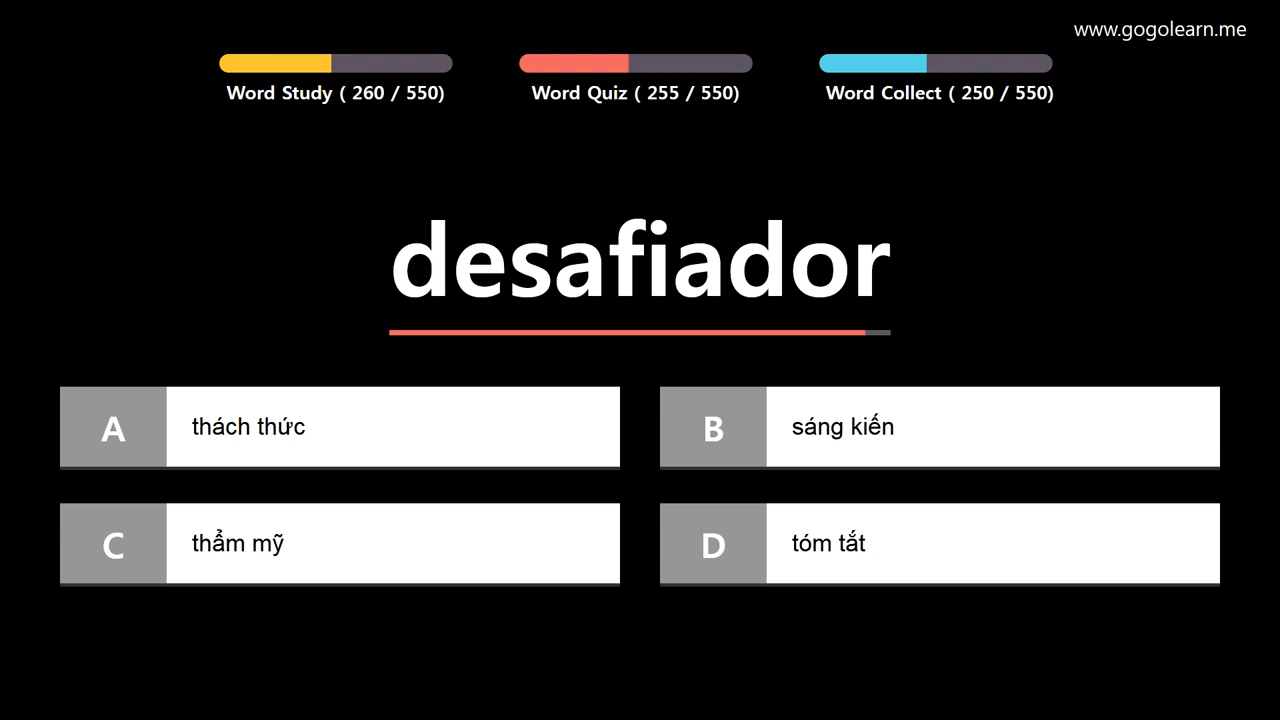 www.gogolearn.me
Word Study ( 260 / 550)
Word Quiz ( 255 / 550)
Word Collect ( 250 / 550)
desafiador
A
thách thức
B
sáng kiến
C
thẩm mỹ
D
tóm tắt